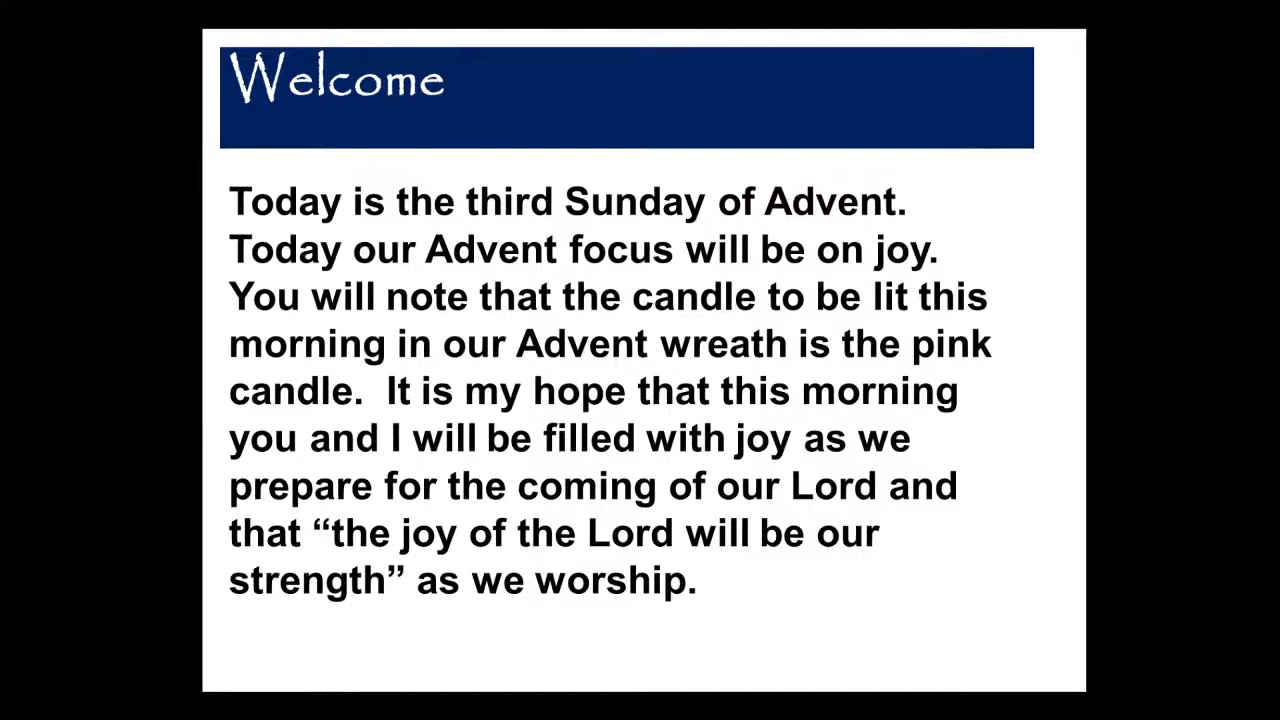 Welcome
Today is the third Sunday of Advent.
Today our Advent focus will be on joy.
You will note that the candle to be lit this
morning in our Advent wreath is the pink
candle.  It is my hope that this morning
you and I will be filled with joy as we
prepare for the coming of our Lord and
that “the joy of the Lord will be our
strength” as we worship.